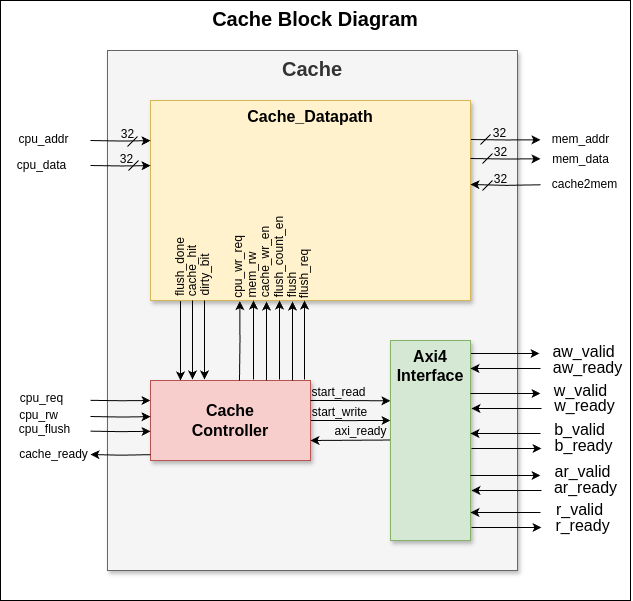 Cache Block Diagram
Cache
Cache_Datapath
cpu_addr
32
cpu_data
32
32
mem_addr
32
mem_data
32
cache2mem
flush_done
cache_hit
dirty_bit
cpu_wr_req
mem_rw
cache_wr_en
flush_count_en
flush
flush_req
Axi4
Interface
aw_valid
aw_ready
w_valid
w_ready
b_valid
b_ready
ar_valid
ar_ready
r_valid
r_ready
cpu_req
cpu_rw
cpu_flush
cache_ready
Cache
Controller
start_read
start_write
axi_ready